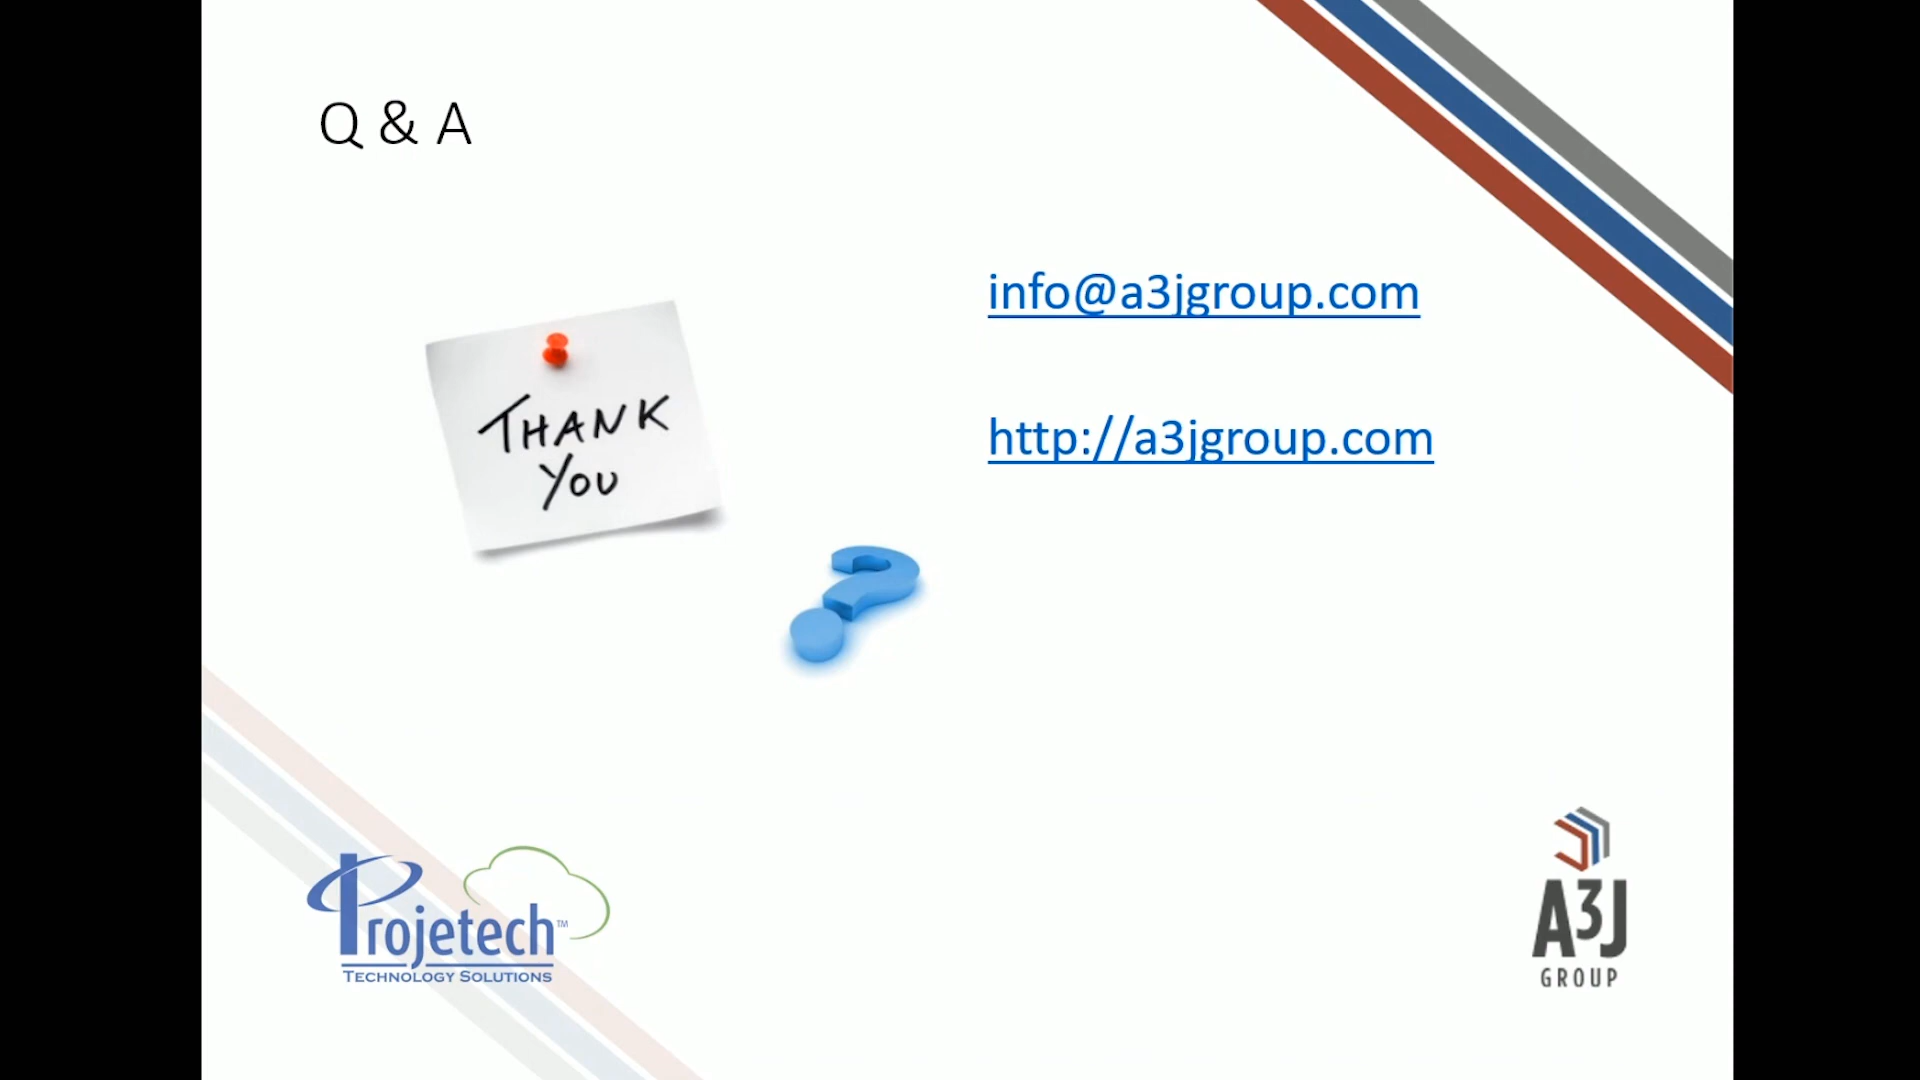 Q & A
info@a3jgroup.com
http://a3jgroup.com
THANK
YOU
?
Projetech™
TECHNOLOGY SOLUTIONS
A3J
GROUP